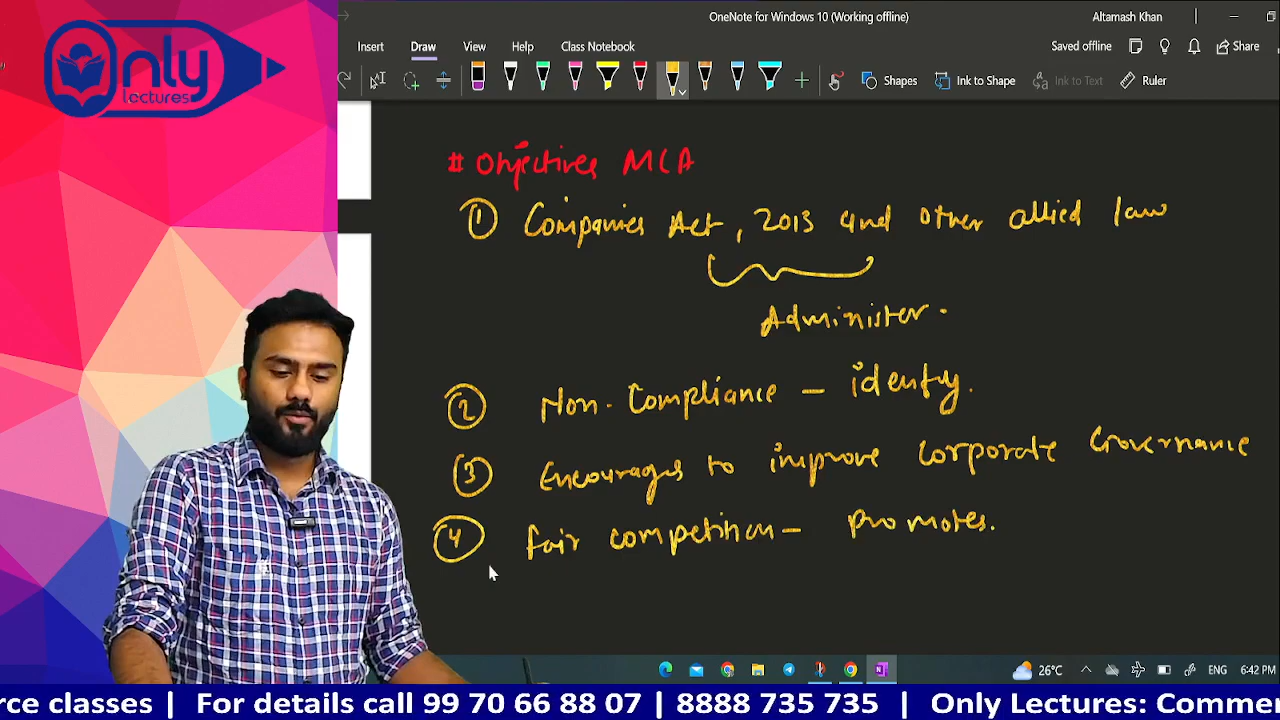 OneNote for Windows 10 (Working offline)
Altamash Khan
Insert Draw View Help Class Notebook
Saved offline
Share
Shapes
Ink to Shape
Ink to Text
Ruler
Only
lectures
# Objectives MCA
1 Companies Act, 2013 and other allied law
Administer.
2 Non-Compliance - identify.
3 Encourages to improve corporate Governance
4 fair competition - promotes.
26°C
ENG
6:42 PM
rce classes | For details call 99 70 66 88 07 | 8888 735 735 | Only Lectures: Comme